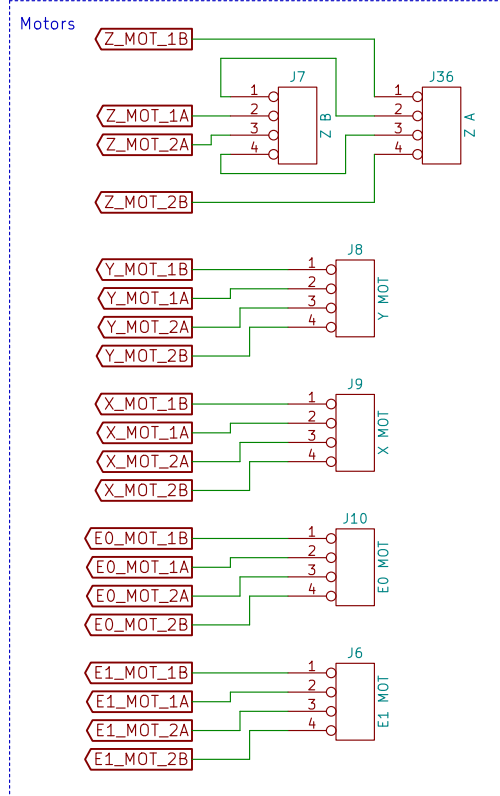 Motors
Z_MOT_1B
J7
J36
1
1
Z_MOT_1A
2
2
Z_MOT_2A
3
3
4
4
Z B
Z A
Z_MOT_2B
J8
Y_MOT_1B
1
2
Y_MOT_1A
3
Y_MOT_2A
4
Y_MOT_2B
Y MOT
J9
X_MOT_1B
1
2
X_MOT_1A
3
X_MOT_2A
4
X_MOT_2B
X MOT
J10
E0_MOT_1B
1
2
E0_MOT_1A
3
E0_MOT_2A
4
E0_MOT_2B
E0 MOT
J6
E1_MOT_1B
1
2
E1_MOT_1A
3
E1_MOT_2A
4
E1_MOT_2B
E1 MOT